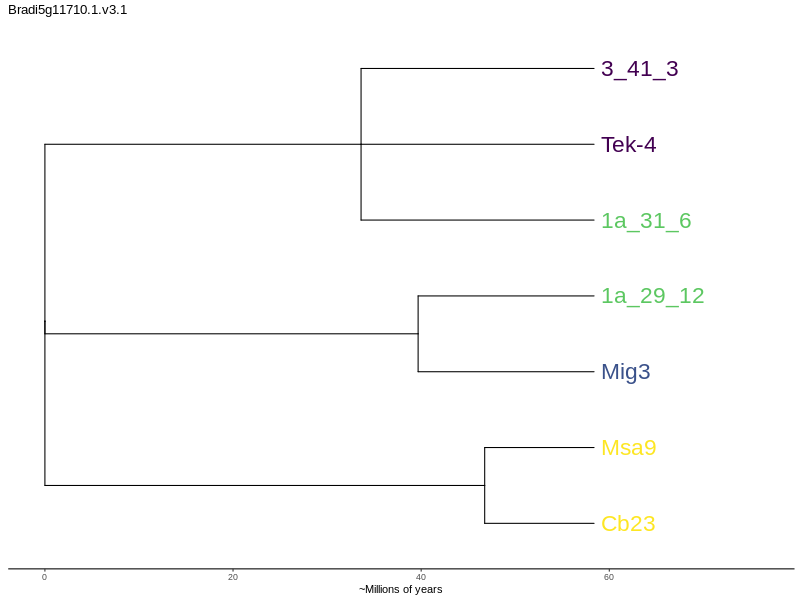 Bradi5g11710.1.v3.1
3_41_3
Tek-4
1a_31_6
1a_29_12
Mig3
Msa9
Cb23
0 20 40 60
~Millions of years